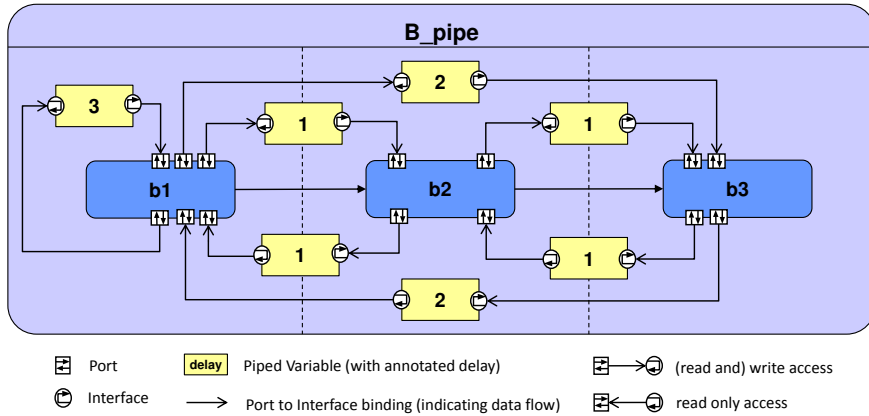 B_pipe
2
3
1
1
b1
b2
b3
1
1
2
Port
delay
Piped Variable (with annotated delay)
(read and) write access
Interface
Port to Interface binding (indicating data flow)
read only access